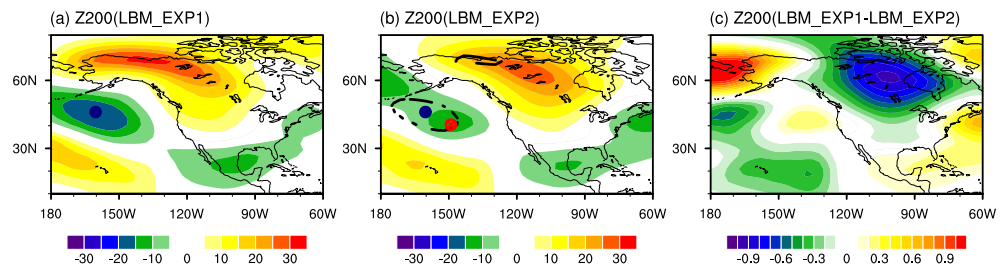 (a) Z200(LBM_EXP1)
(b) Z200(LBM_EXP2)
(c) Z200(LBM_EXP1-LBM_EXP2)
60N
30N
180 150W 120W 90W 60W
60N
30N
180 150W 120W 90W 60W
60N
30N
180 150W 120W 90W 60W
-30 -20 -10 0 10 20 30
-30 -20 -10 0 10 20 30
-0.9 -0.6 -0.3 0 0.3 0.6 0.9